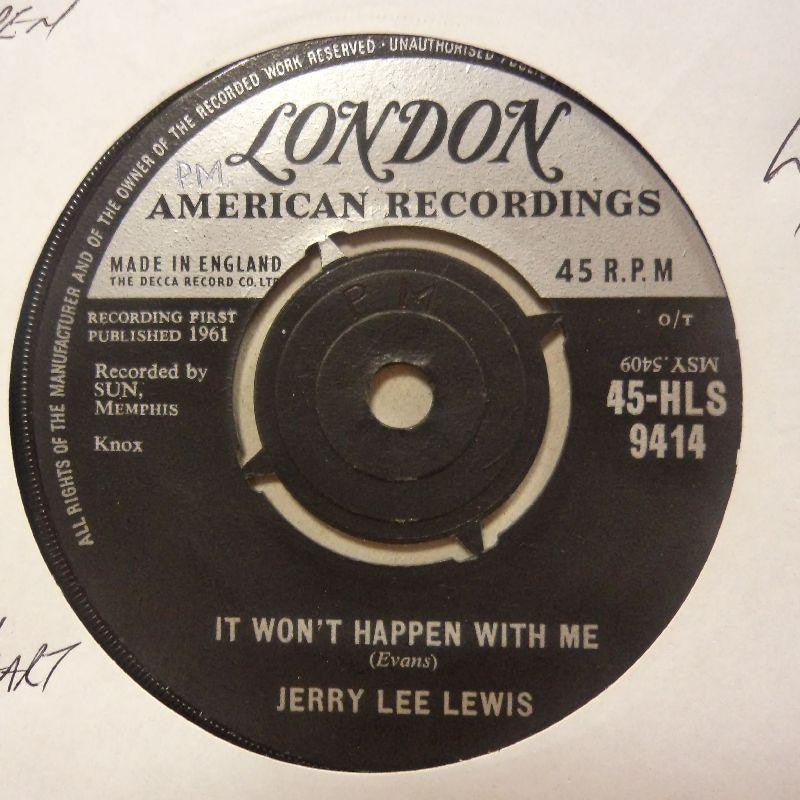 ALL RIGHTS OF THE MANUFACTURER AND OF THE OWNER OF THE RECORDED WORK RESERVED · UNAUTHORISED
LONDON
P.M.
AMERICAN RECORDINGS
MADE IN ENGLAND
THE DECCA RECORD CO. LTD
45 R.P.M
P M
RECORDING FIRST
PUBLISHED 1961
O/T
Recorded by
SUN,
MEMPHIS
MSY.5409
45-HLS
9414
Knox
IT WON'T HAPPEN WITH ME
(Evans)
JERRY LEE LEWIS